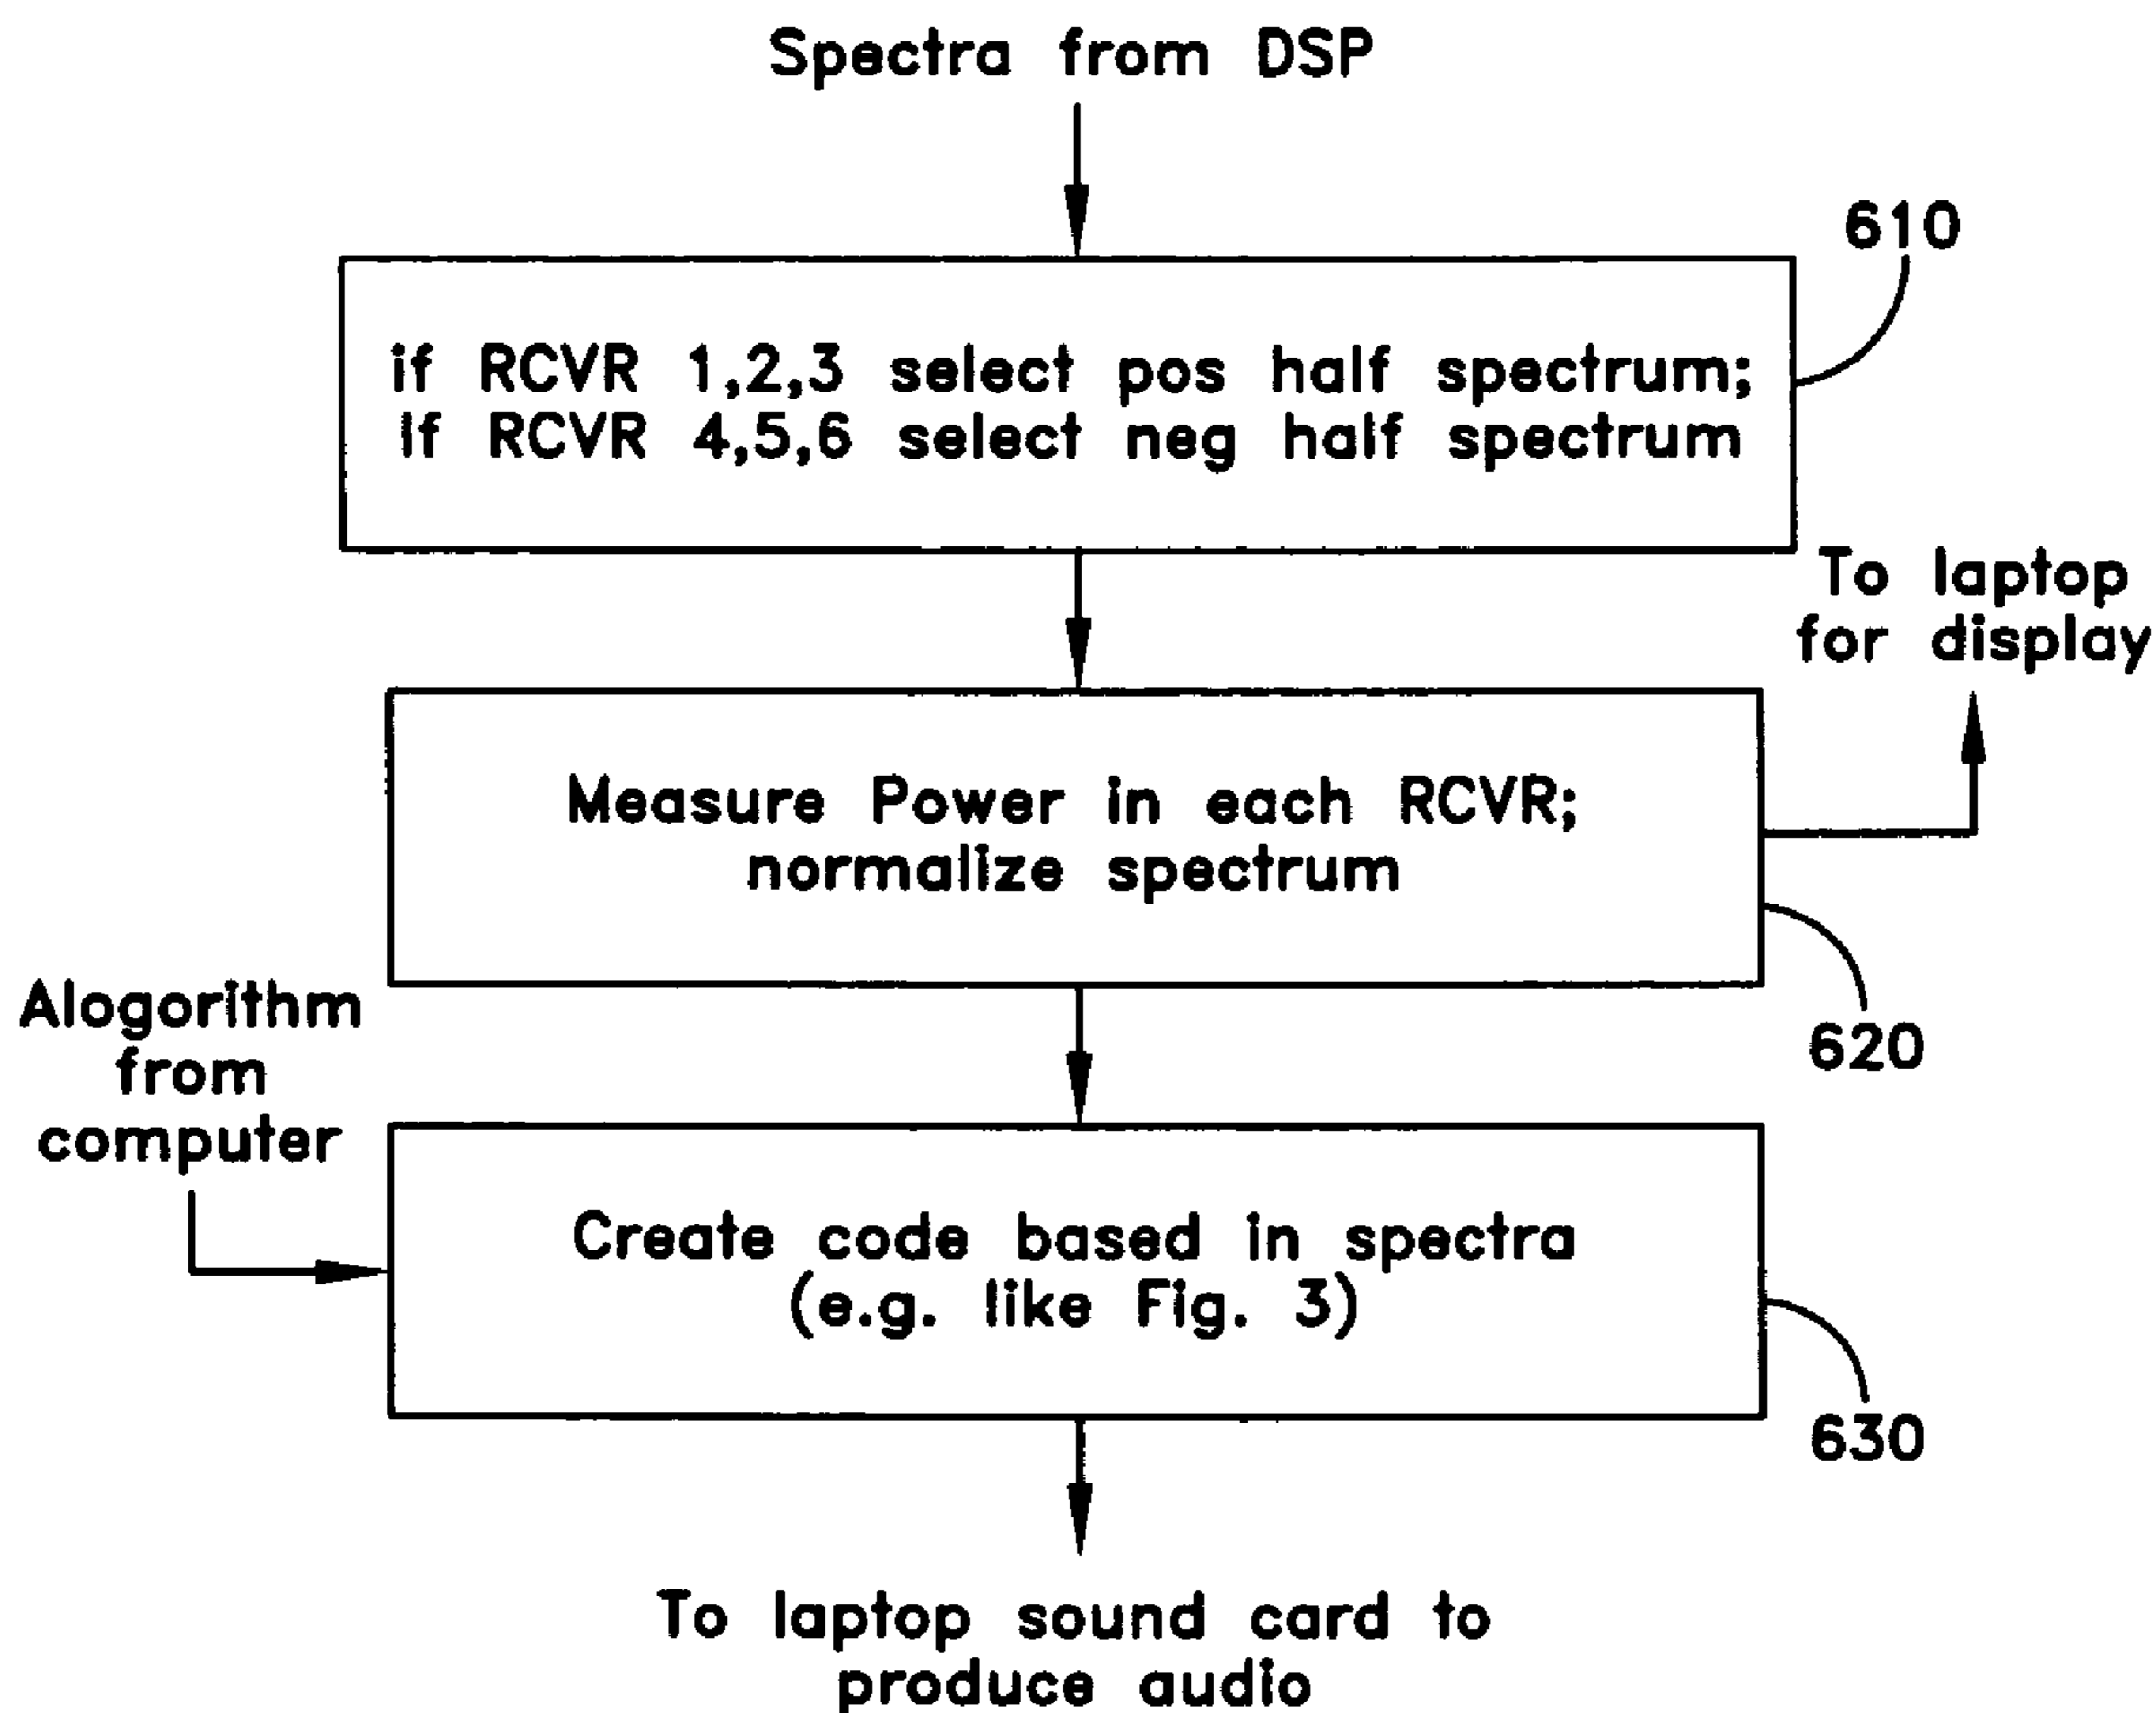 Spectra from DSP
610
if RCVR 1,2,3 select pos half spectrum;
if RCVR 4,5,6 select neg half spectrum
To laptop
for display
Measure Power in each RCVR;
normalize spectrum
620
Alogorithm
from
computer
Create code based in spectra
(e.g. like Fig. 3)
630
To laptop sound card to
produce audio